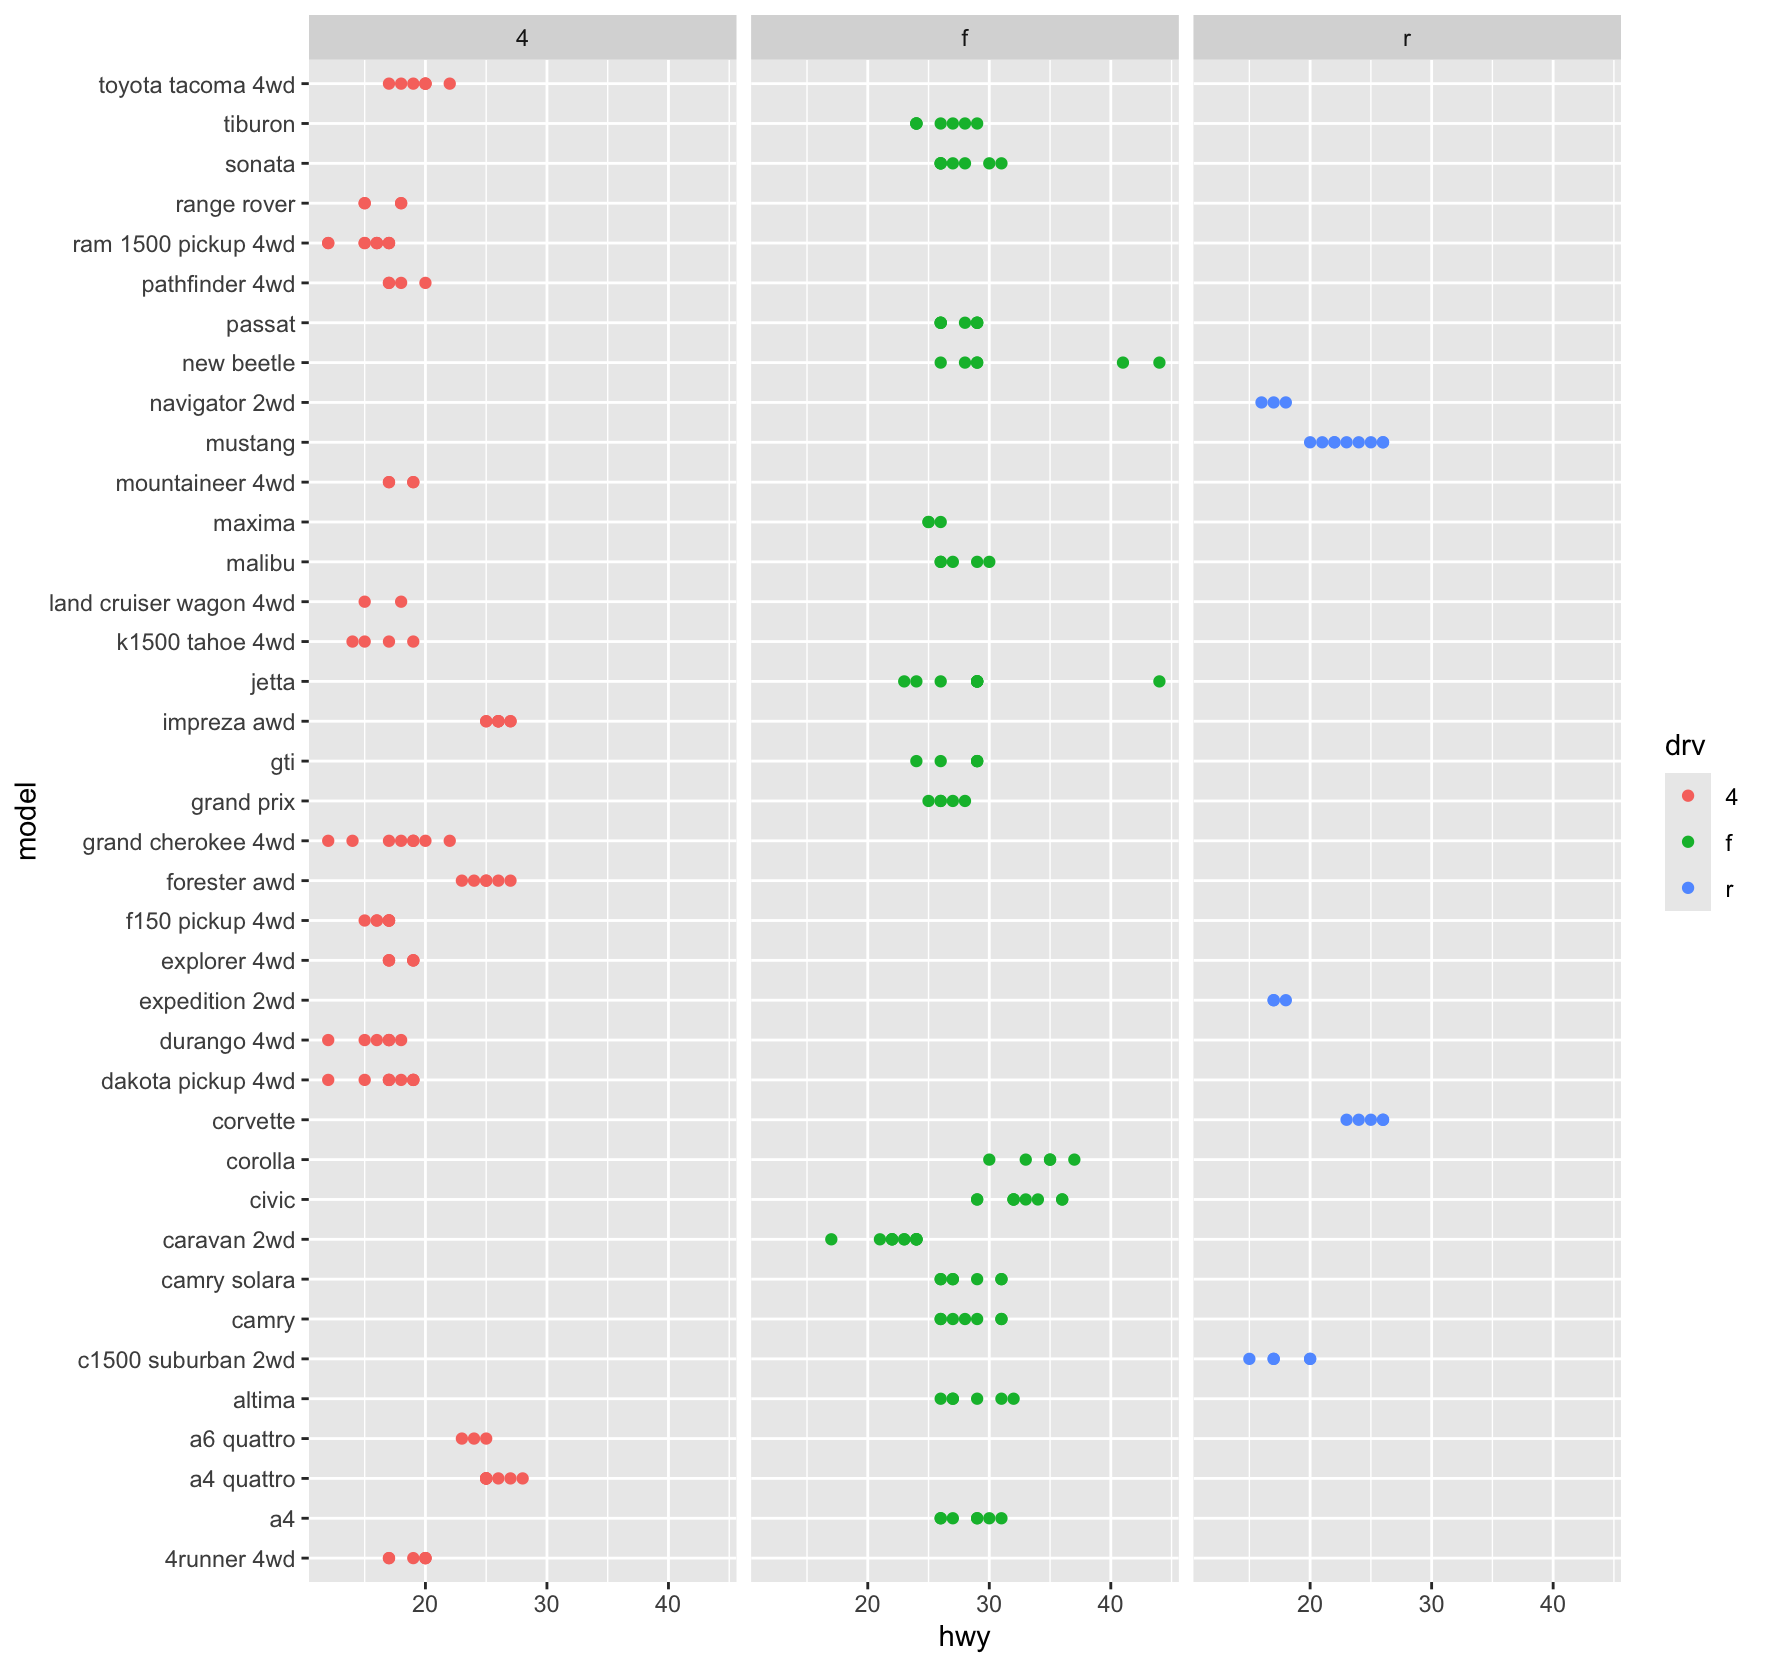 4 f r
toyota tacoma 4wd
tiburon
sonata
range rover
ram 1500 pickup 4wd
pathfinder 4wd
passat
new beetle
navigator 2wd
mustang
mountaineer 4wd
maxima
malibu
land cruiser wagon 4wd
k1500 tahoe 4wd
jetta
impreza awd
gti
grand prix
grand cherokee 4wd
forester awd
f150 pickup 4wd
explorer 4wd
expedition 2wd
durango 4wd
dakota pickup 4wd
corvette
corolla
civic
caravan 2wd
camry solara
camry
c1500 suburban 2wd
altima
a6 quattro
a4 quattro
a4
4runner 4wd
model
20 30 40 20 30 40 20 30 40
hwy
drv
4
f
r